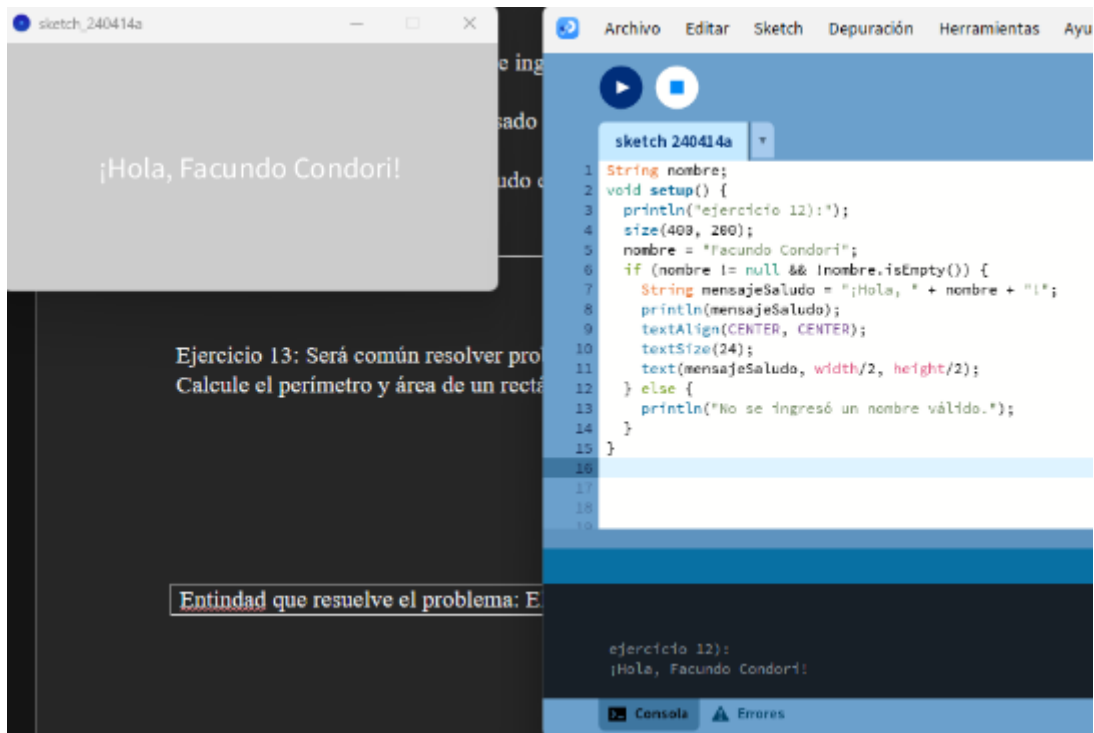 sketch_240414a
¡Hola, Facundo Condori!
e ing
sado
udo
Ejercicio 13: Será común resolver pro
Calcule el perímetro y área de un rectá
Entindad que resuelve el problema: E
Archivo Editar Sketch Depuración Herramientas Ayu
sketch 240414a
1 String nombre;
2 void setup() {
3 println("ejercicio 12):");
4 size(400, 200);
5 nombre = "Facundo Condori";
6 if (nombre != null && !nombre.isEmpty()) {
7 String mensajeSaludo = "¡Hola, " + nombre + "!";
8 println(mensajeSaludo);
9 textAlign(CENTER, CENTER);
10 textSize(24);
11 text(mensajeSaludo, width/2, height/2);
12 } else {
13 println("No se ingresó un nombre válido.");
14 }
15 }
16
17
18
19
ejercicio 12):
¡Hola, Facundo Condori!
Consola Errores